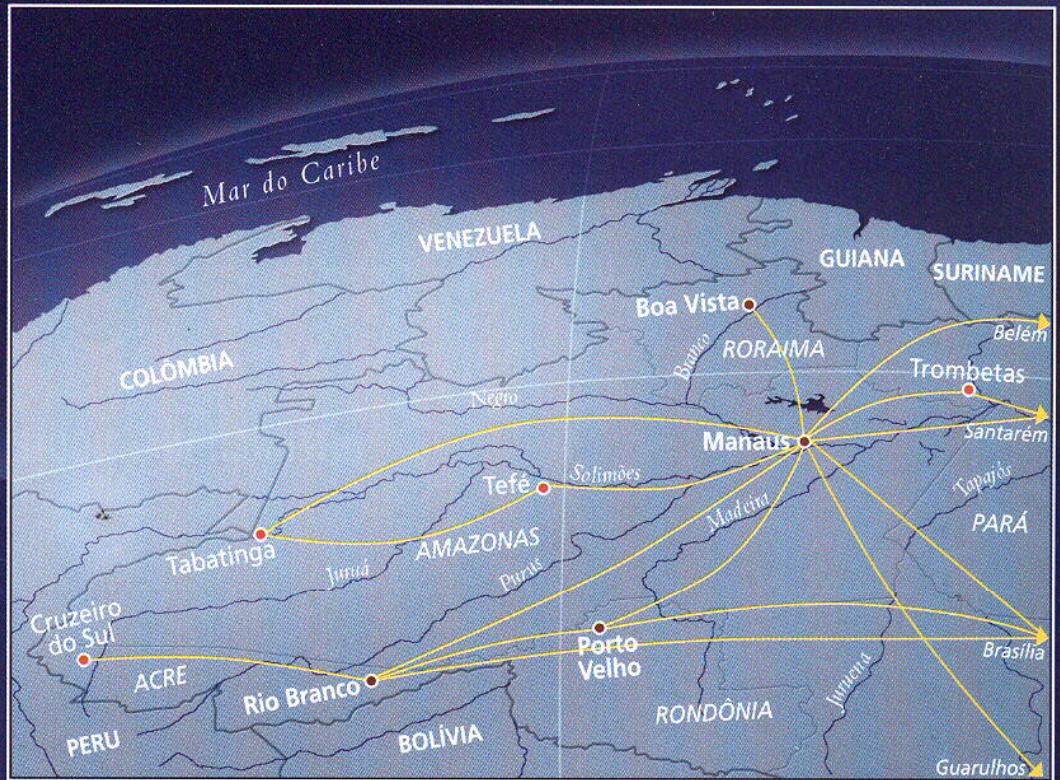 Mar do Caribe
VENEZUELA
GUIANA
SURINAME
Boa Vista
Belém
RORAIMA
Branco
COLÔMBIA
Trombetas
Negro
Santarém
Manaus
Solimões
Tefé
Tapajós
Madeira
PARÁ
AMAZONAS
Tabatinga
Juruá
Purus
Cruzeiro
do Sul
Porto
Velho
Brasília
ACRE
Rio Branco
Juruena
RONDÔNIA
PERU
BOLÍVIA
Guarulhos